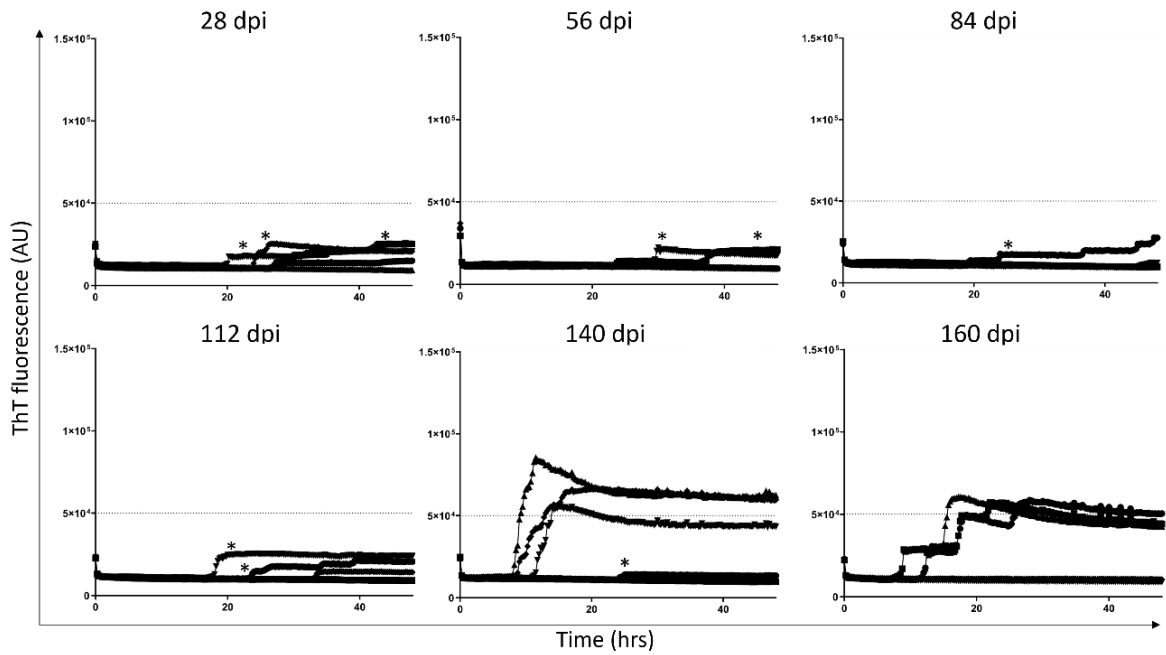 28 dpi 56 dpi 84 dpi
1.5×10⁵ 1.5×10⁵ 1.5×10⁵
1×10⁵ 1×10⁵ 1×10⁵
5×10⁴ 5×10⁴ 5×10⁴
* * * * * *
0 0 0
0 20 40 0 20 40 0 20 40
ThT fluorescence (AU)
112 dpi 140 dpi 160 dpi
1.5×10⁵ 1.5×10⁵ 1.5×10⁵
1×10⁵ 1×10⁵ 1×10⁵
5×10⁴ 5×10⁴ 5×10⁴
* * *
0 0 0
0 20 40 0 20 40 0 20 40
Time (hrs)